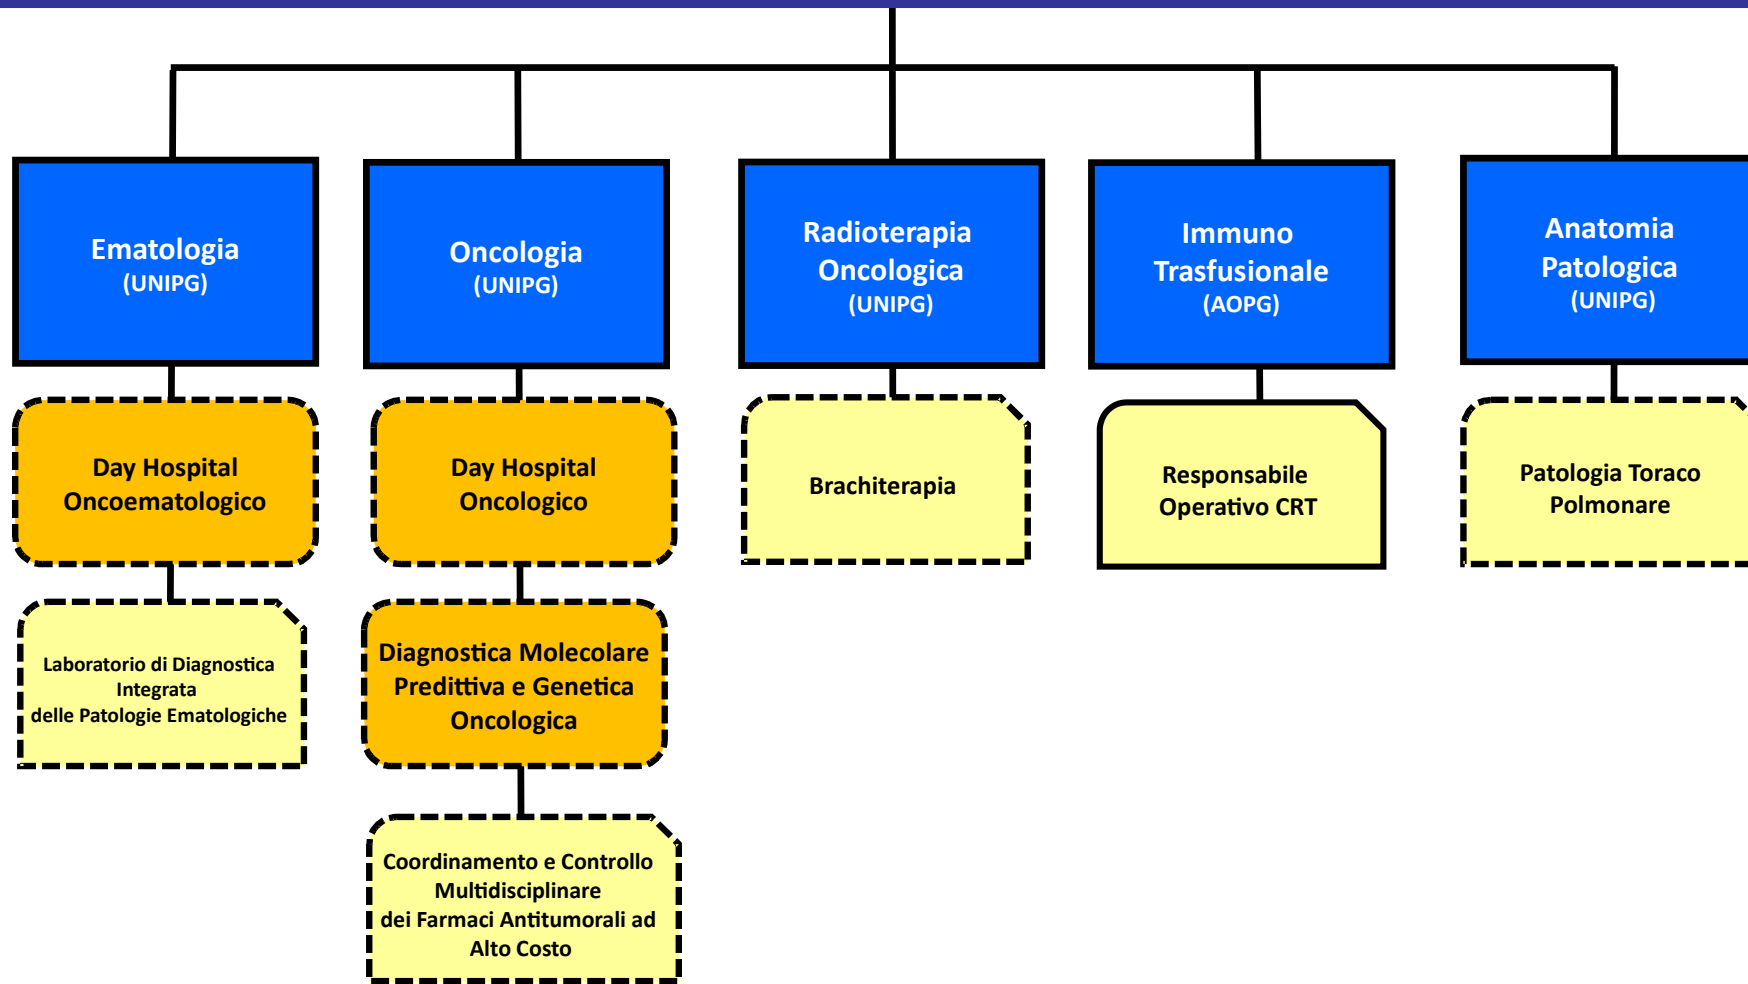 Ematologia
(UNIPG)
Oncologia
(UNIPG)
Radioterapia
Oncologica
(UNIPG)
Immuno
Trasfusionale
(AOPG)
Anatomia
Patologica
(UNIPG)
Day Hospital
Oncoematologico
Day Hospital
Oncologico
Brachiterapia
Responsabile
Operativo CRT
Patologia Toraco
Polmonare
Laboratorio di Diagnostica
Integrata
delle Patologie Ematologiche
Diagnostica Molecolare
Predittiva e Genetica
Oncologica
Coordinamento e Controllo
Multidisciplinare
dei Farmaci Antitumorali ad
Alto Costo